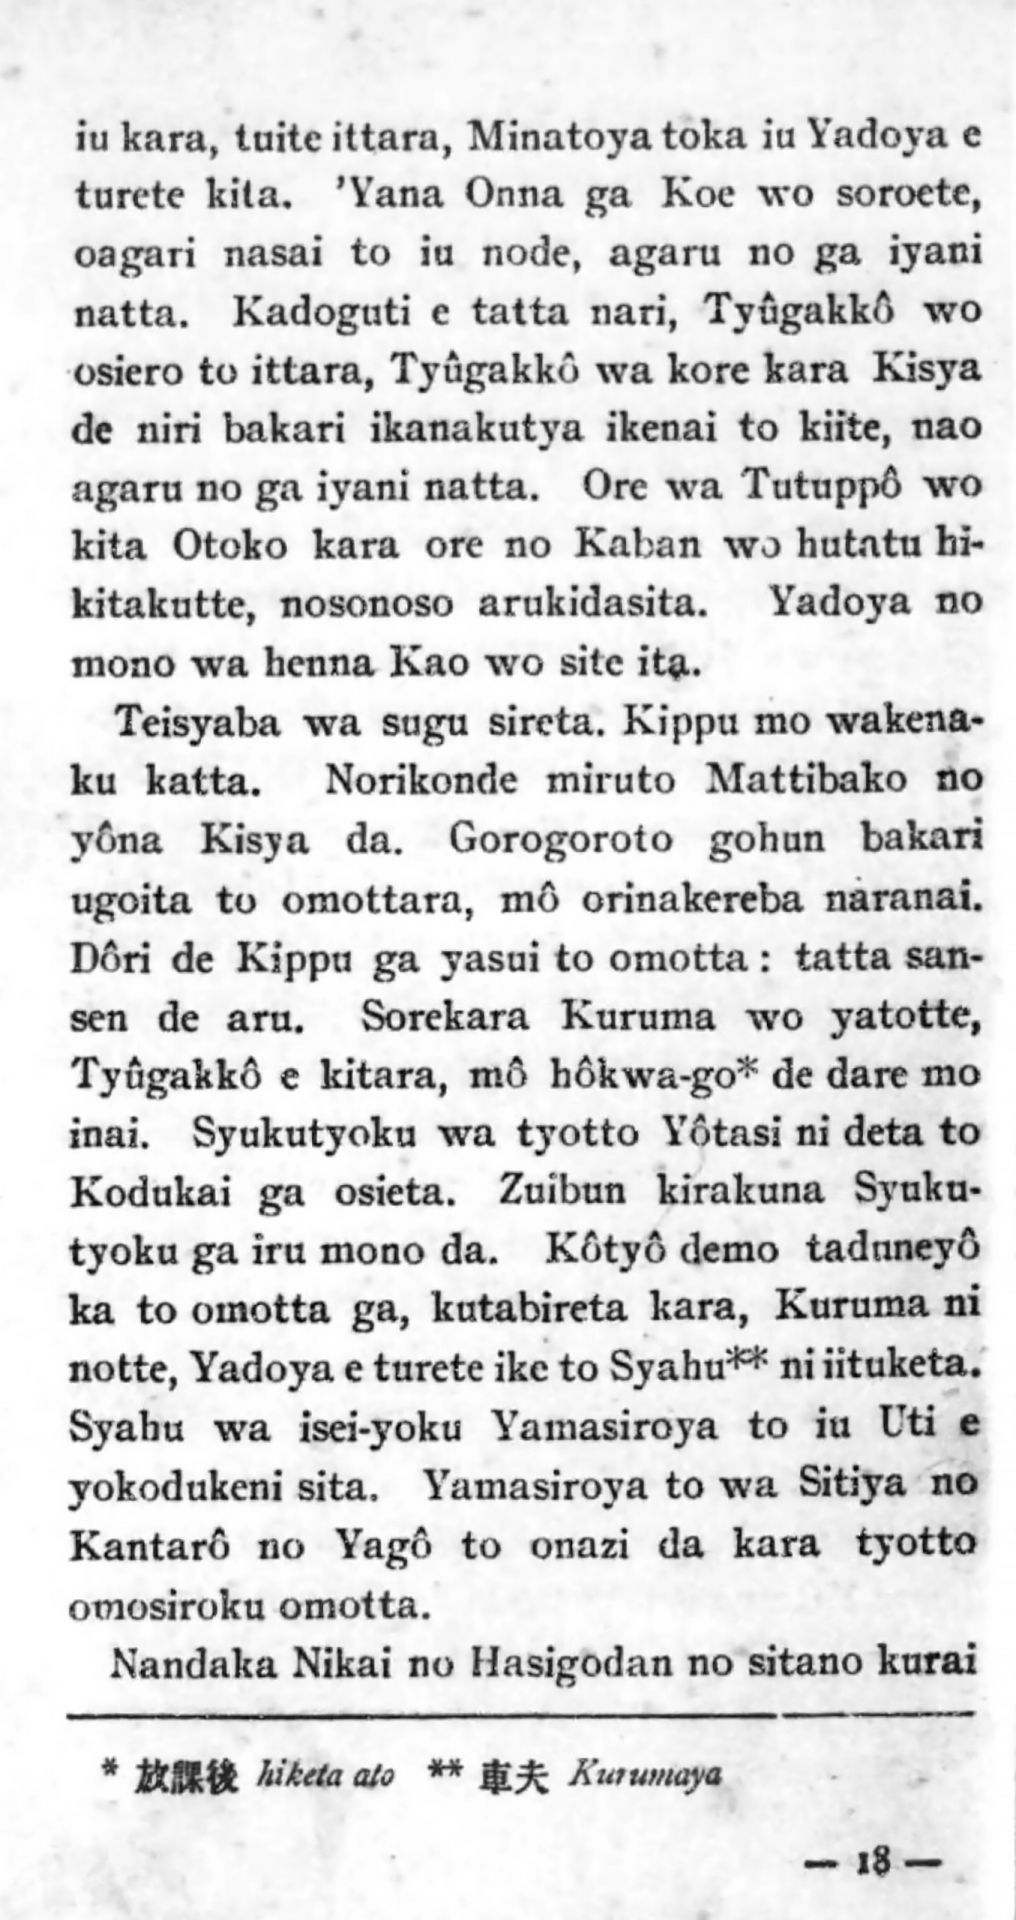 iu kara, tuite ittara, Minatoya toka iu Yadoya e
turete kita. ’Yana Onna ga Koe wo soroete,
oagari nasai to iu node, agaru no ga iyani
natta. Kadoguti e tatta nari, Tyûgakkô wo
osiero to ittara, Tyûgakkô wa kore kara Kisya
de niri bakari ikanakutya ikenai to kiite, nao
agaru no ga iyani natta. Ore wa Tutuppô wo
kita Otoko kara ore no Kaban wo hutatu hi-
kitakutte, nosonoso arukidasita. Yadoya no
mono wa henna Kao wo site ita.
Teisyaba wa sugu sireta. Kippu mo wakena-
ku katta. Norikonde miruto Mattibako no
yôna Kisya da. Gorogoroto gohun bakari
ugoita to omottara, mô orinakereba naranai.
Dôri de Kippu ga yasui to omotta : tatta san-
sen de aru. Sorekara Kuruma wo yatotte,
Tyûgakkô e kitara, mô hôkwa-go* de dare mo
inai. Syukutyoku wa tyotto Yôtasi ni deta to
Kodukai ga osieta. Zuibun kirakuna Syuku-
tyoku ga iru mono da. Kôtyô demo taduneyô
ka to omotta ga, kutabireta kara, Kuruma ni
notte, Yadoya e turete ike to Syahu** ni iituketa.
Syahu wa isei-yoku Yamasiroya to iu Uti e
yokodukeni sita. Yamasiroya to wa Sitiya no
Kantarô no Yagô to onazi da kara tyotto
omosiroku omotta.
Nandaka Nikai no Hasigodan no sitano kurai
* 放課後 hiketa ato ** 車夫 Kurumaya
— 18 —